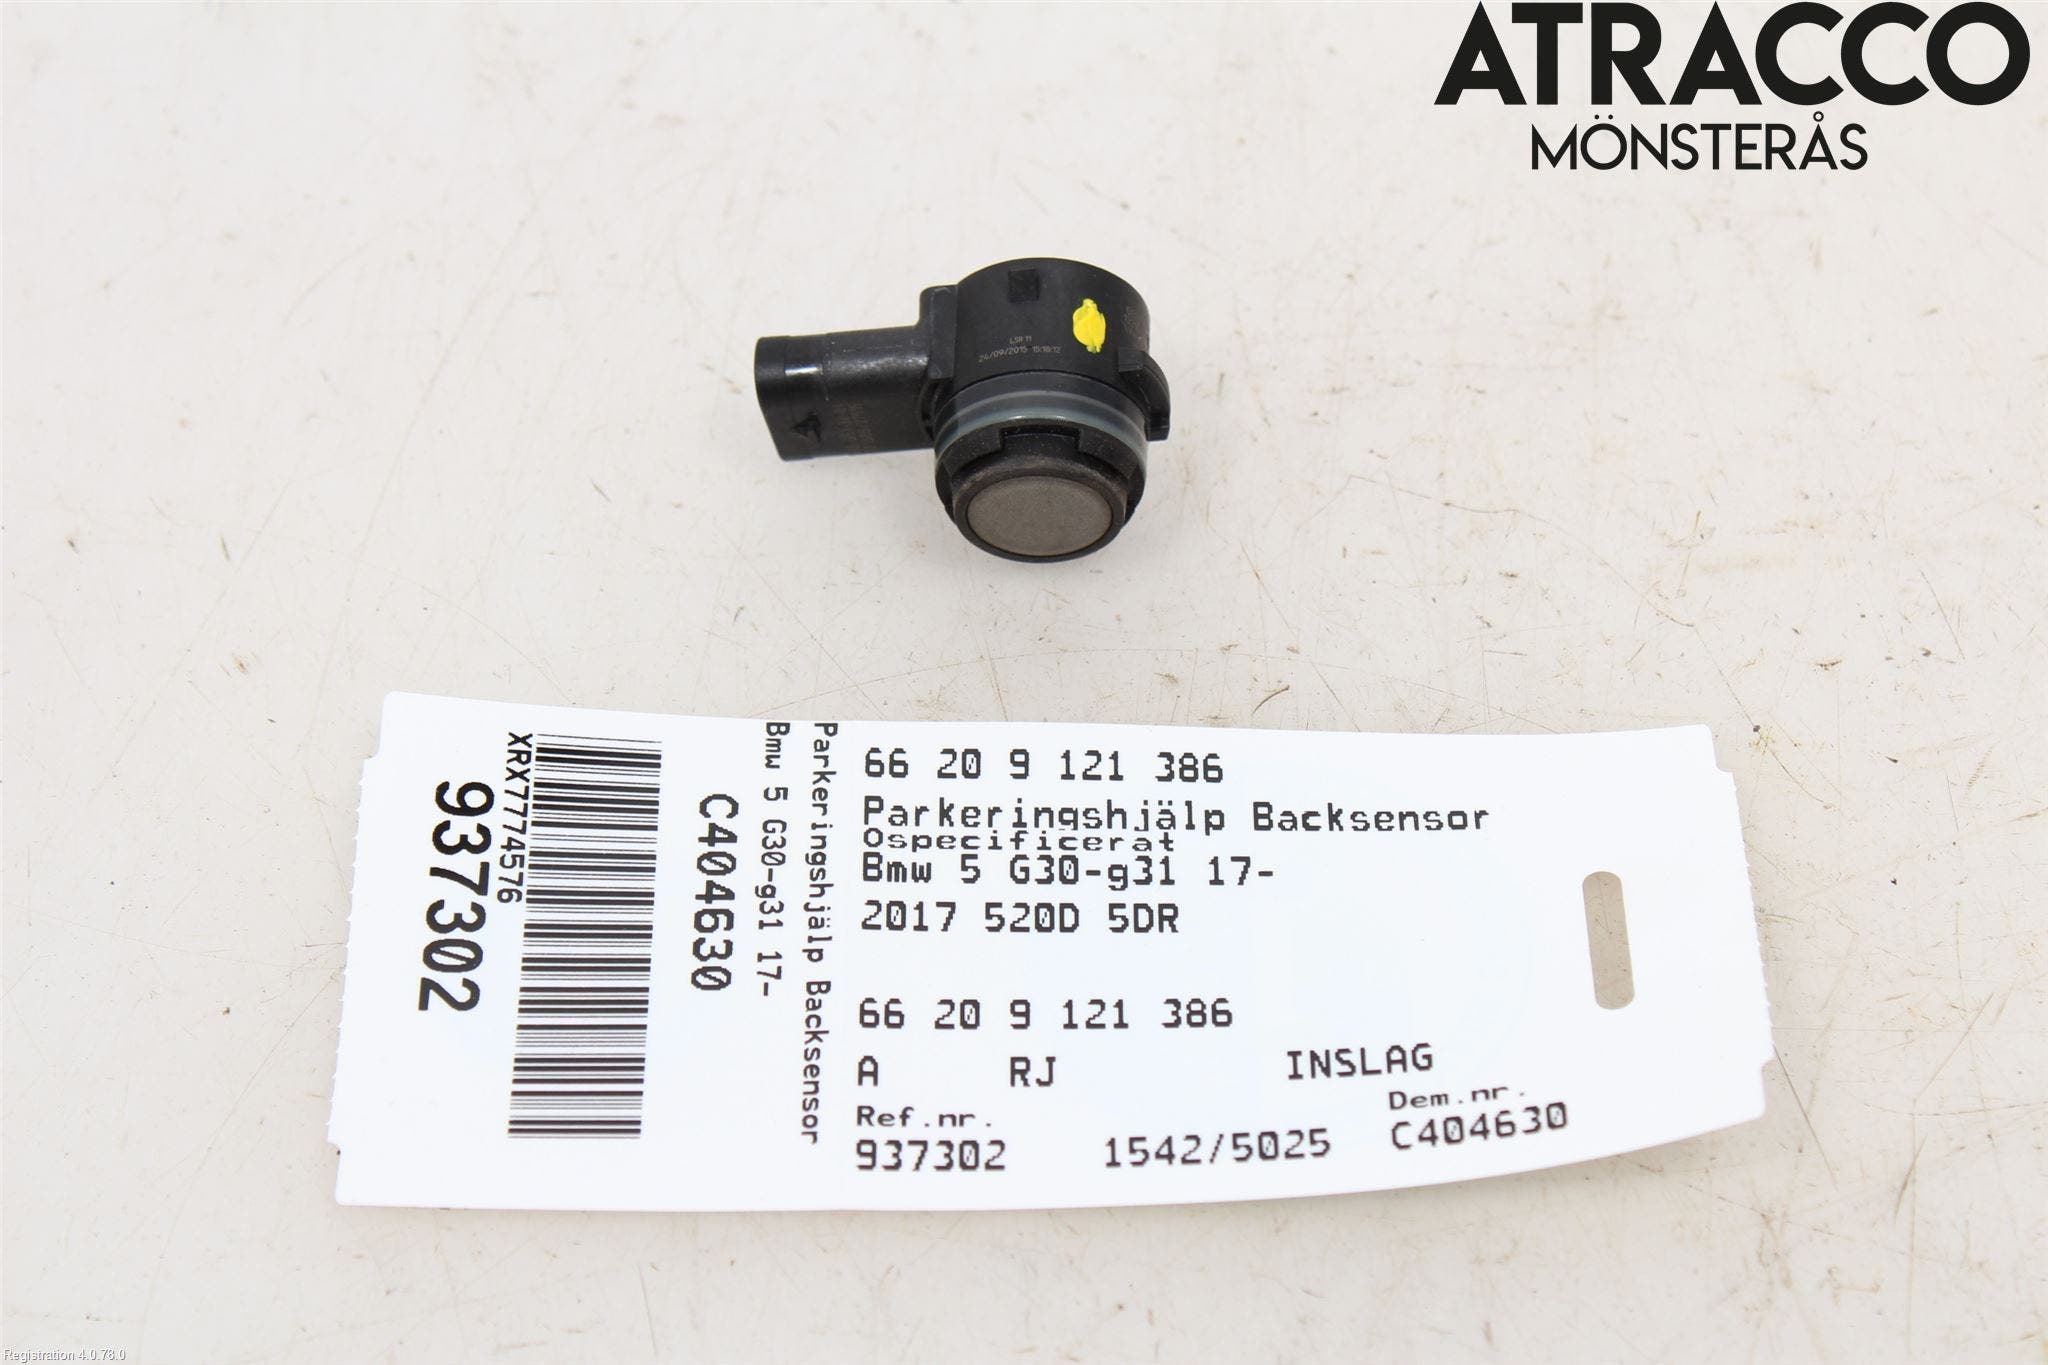 ATRACCO
MÖNSTERÅS
LSR 11
24/09/2015 15:18:12
66 20 9 121 386
Parkeringshjälp Backsensor
Ospecificerat
Bmw 5 G30-g31 17-
2017 520D 5DR
66 20 9 121 386
A RJ INSLAG
Ref.nr. Dem.nr.
937302 1542/5025 C404630
Parkeringshjälp Backsensor
Bmw 5 G30-g31 17-
C404630
XRX7774576
937302
Registration 4.0.78.0